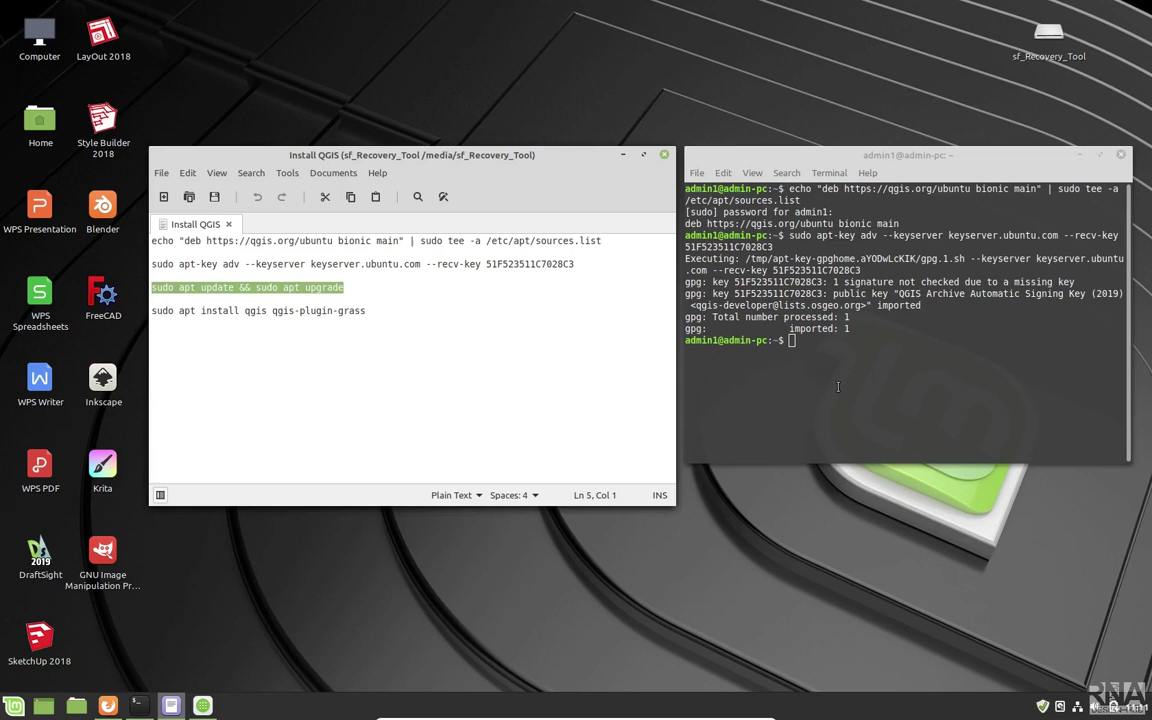 Computer
LayOut 2018
sf_Recovery_Tool
Home
Style Builder
2018
WPS Presentation
Blender
WPS
Spreadsheets
FreeCAD
WPS Writer
Inkscape
WPS PDF
Krita
2019
DraftSight
GNU Image
Manipulation Pr...
SketchUp 2018
Install QGIS (sf_Recovery_Tool /media/sf_Recovery_Tool)
File Edit View Search Tools Documents Help
Install QGIS
echo "deb https://qgis.org/ubuntu bionic main" | sudo tee -a /etc/apt/sources.list
sudo apt-key adv --keyserver keyserver.ubuntu.com --recv-key 51F523511C7028C3
sudo apt update && sudo apt upgrade
sudo apt install qgis qgis-plugin-grass
Plain Text Spaces: 4 Ln 5, Col 1 INS
admin1@admin-pc: ~
File Edit View Search Terminal Help
admin1@admin-pc:~$ echo "deb https://qgis.org/ubuntu bionic main" | sudo tee -a
/etc/apt/sources.list
[sudo] password for admin1:
deb https://qgis.org/ubuntu bionic main
admin1@admin-pc:~$ sudo apt-key adv --keyserver keyserver.ubuntu.com --recv-key
51F523511C7028C3
Executing: /tmp/apt-key-gpghome.aYODwLcKIK/gpg.1.sh --keyserver keyserver.ubuntu
.com --recv-key 51F523511C7028C3
gpg: key 51F523511C7028C3: 1 signature not checked due to a missing key
gpg: key 51F523511C7028C3: public key "QGIS Archive Automatic Signing Key (2019)
<qgis-developer@lists.osgeo.org>" imported
gpg: Total number processed: 1
gpg: imported: 1
admin1@admin-pc:~$
RNA
11:11